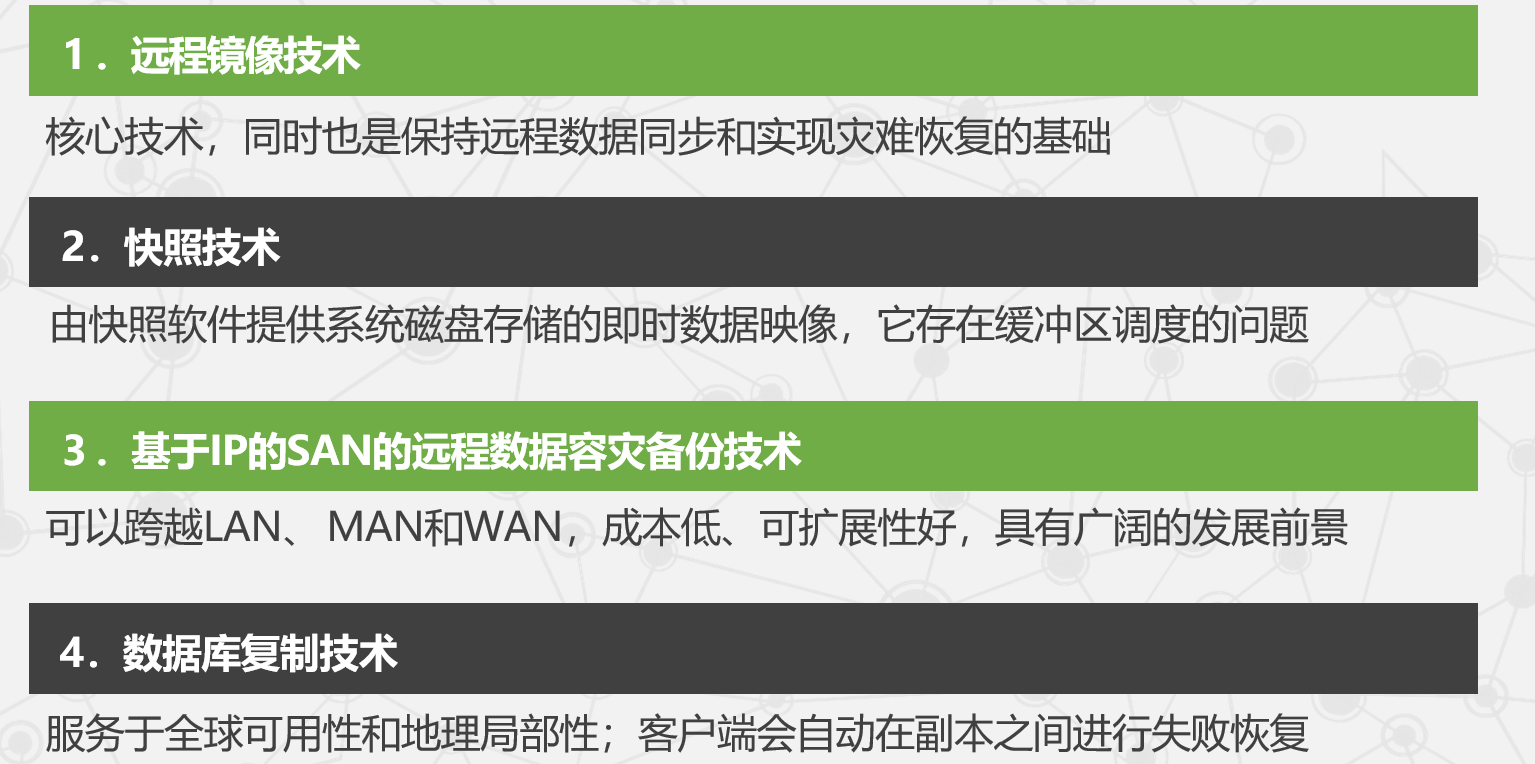 1．远程镜像技术
核心技术，同时也是保持远程数据同步和实现灾难恢复的基础
2．快照技术
由快照软件提供系统磁盘存储的即时数据映像，它存在缓冲区调度的问题
3．基于IP的SAN的远程数据容灾备份技术
可以跨越LAN、MAN和WAN，成本低、可扩展性好，具有广阔的发展前景
4．数据库复制技术
服务于全球可用性和地理局部性；客户端会自动在副本之间进行失败恢复